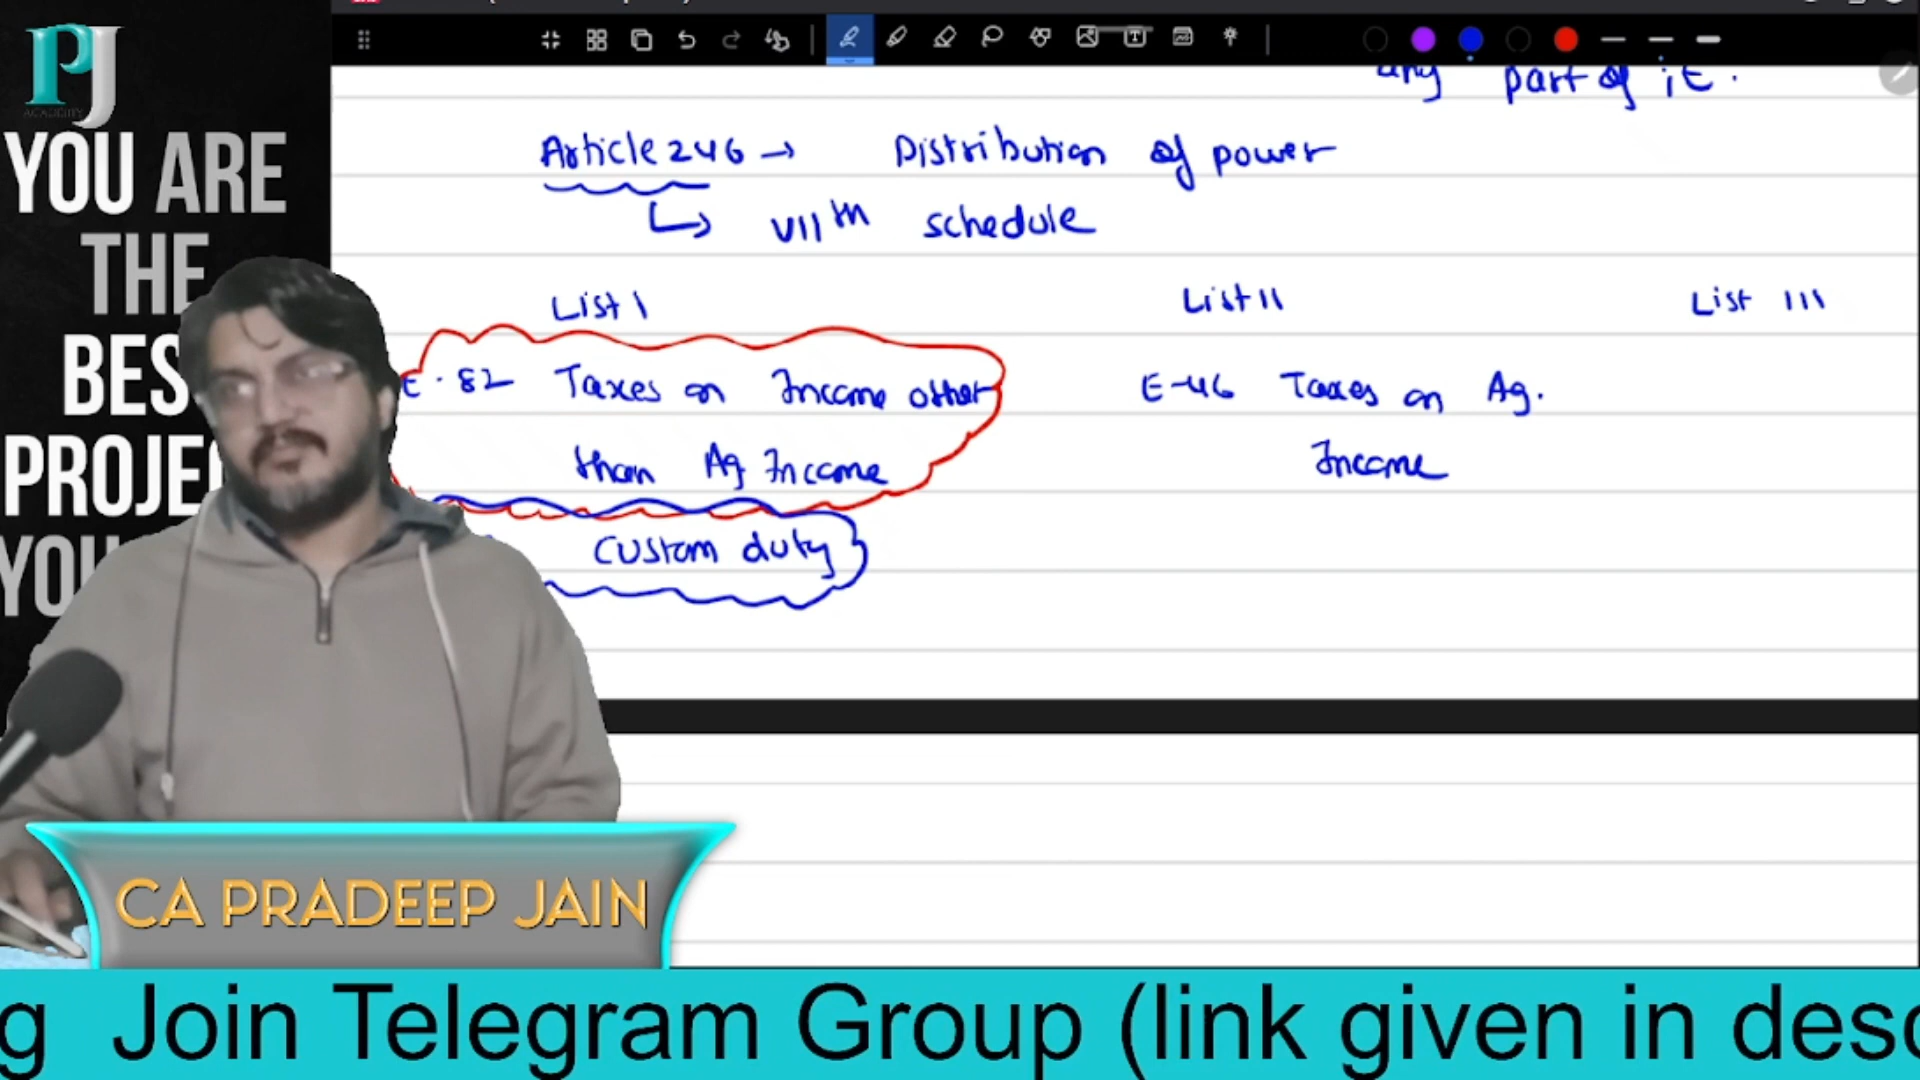 PJ
ACADEMY
YOU ARE
THE
BES
PROJE
YOU
any part of it.
Article 246 → Distribution of power
↳ VIIth schedule
List I List II List III
E-82 Taxes on Income other
than Ag Income
E-46 Taxes on Ag.
Income
Custom duty
CA PRADEEP JAIN
g Join Telegram Group (link given in desc